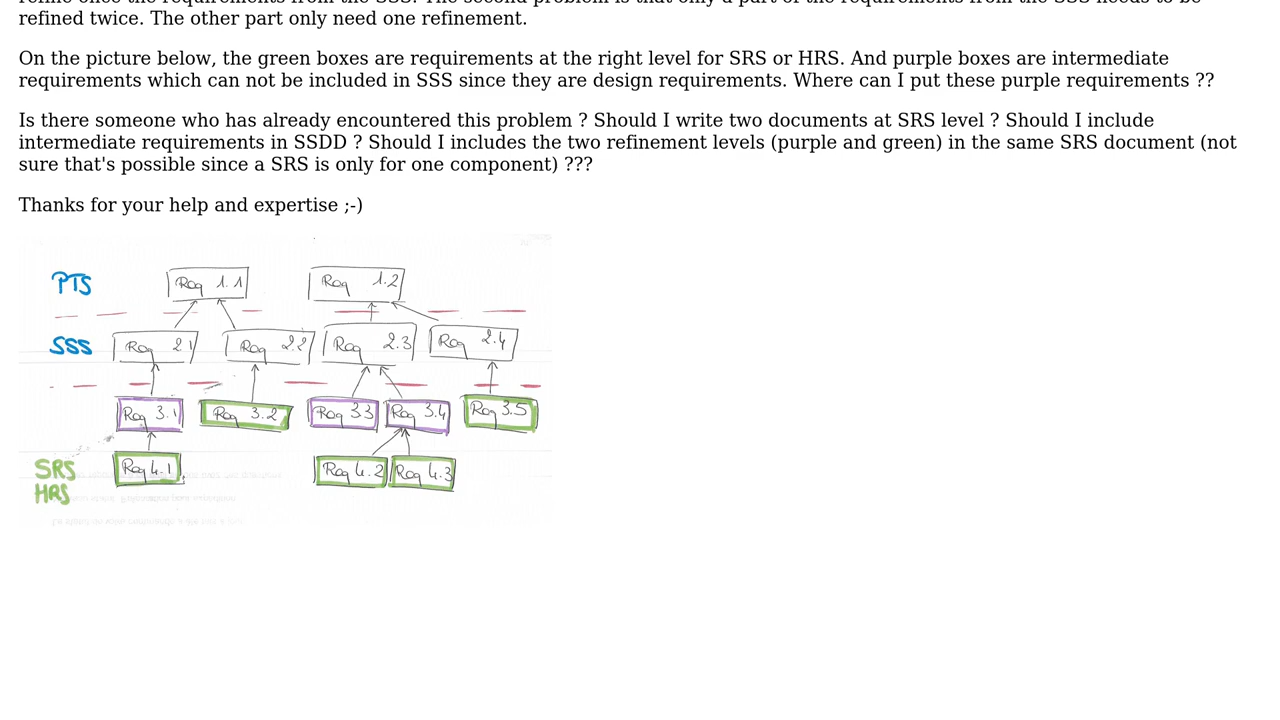 refine once the requirements from the SSS. The second problem is that only a part of the requirements from the SSS needs to be
refined twice. The other part only need one refinement.
On the picture below, the green boxes are requirements at the right level for SRS or HRS. And purple boxes are intermediate
requirements which can not be included in SSS since they are design requirements. Where can I put these purple requirements ??
Is there someone who has already encountered this problem ? Should I write two documents at SRS level ? Should I include
intermediate requirements in SSDD ? Should I includes the two refinement levels (purple and green) in the same SRS document (not
sure that's possible since a SRS is only for one component) ???
Thanks for your help and expertise ;-)
PTS Req 1.1 Req 1.2
SSS Req 2.1 Req 2.2 Req 2.3 Req 2.4
Req 3.1 Req 3.2 Req 3.3 Req 3.4 Req 3.5
SRS Req 4.1 Req 4.2 Req 4.3
HRS